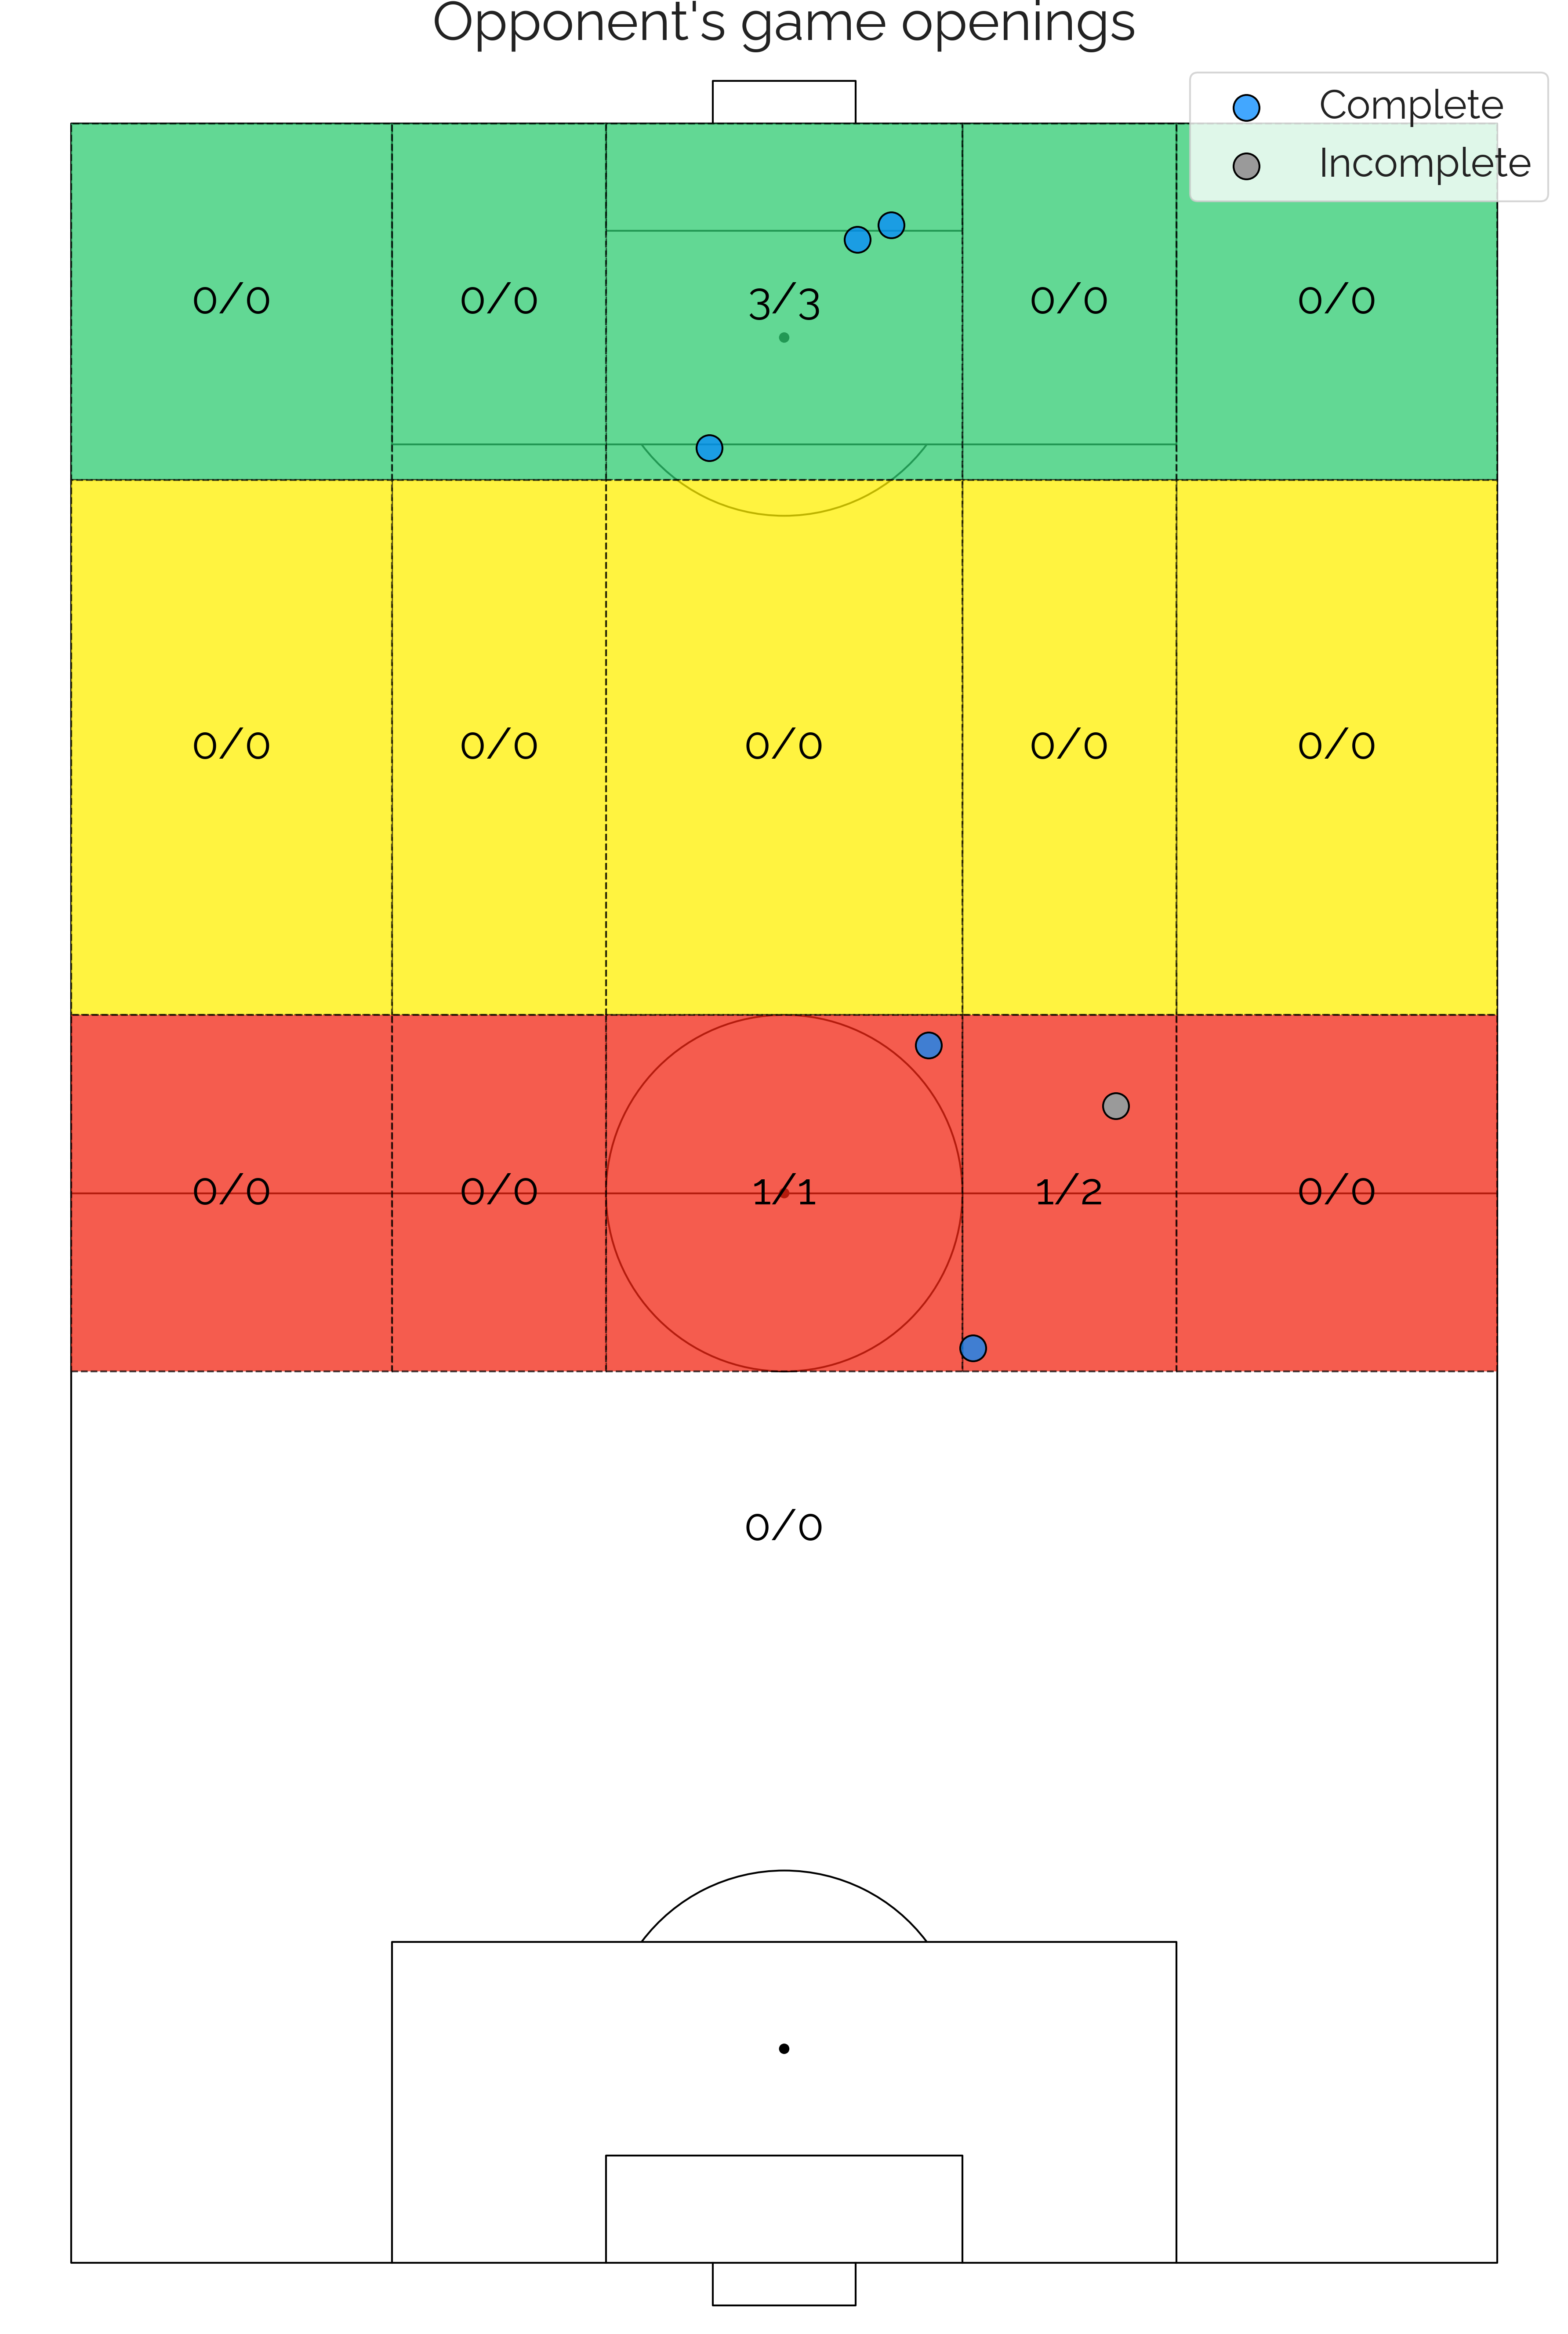 Opponent's game openings
Complete
Incomplete
0/0 0/0 3/3 0/0 0/0
0/0 0/0 0/0 0/0 0/0
0/0 0/0 1/1 1/2 0/0
0/0